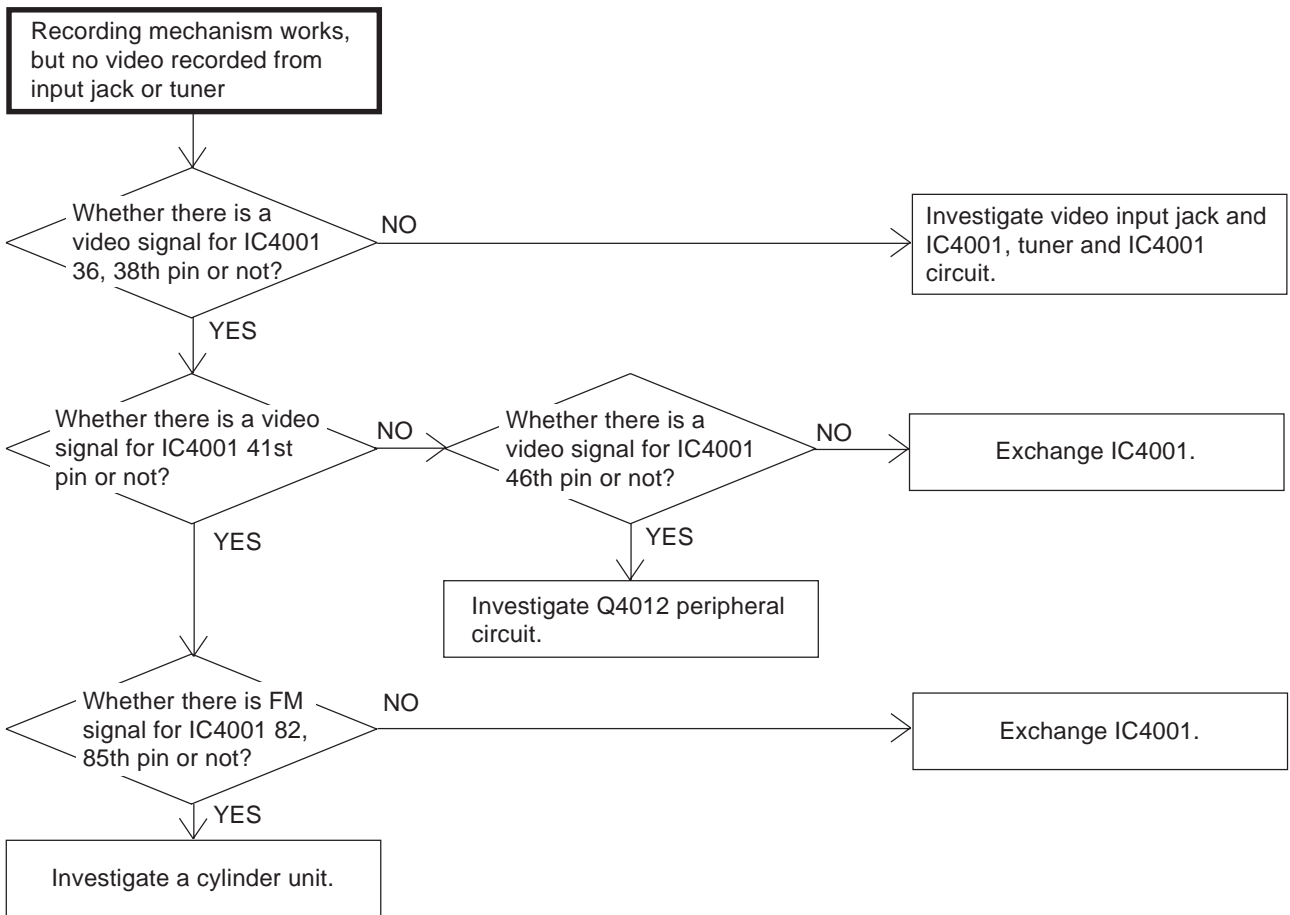 Recording mechanism works,
but no video recorded from
input jack or tuner
Whether there is a
video signal for IC4001
36, 38th pin or not?
NO
Investigate video input jack and
IC4001, tuner and IC4001
circuit.
YES
Whether there is a video
signal for IC4001 41st
pin or not?
NO
Whether there is a
video signal for IC4001
46th pin or not?
NO
Exchange IC4001.
YES
YES
Investigate Q4012 peripheral
circuit.
Whether there is FM
signal for IC4001 82,
85th pin or not?
NO
Exchange IC4001.
YES
Investigate a cylinder unit.